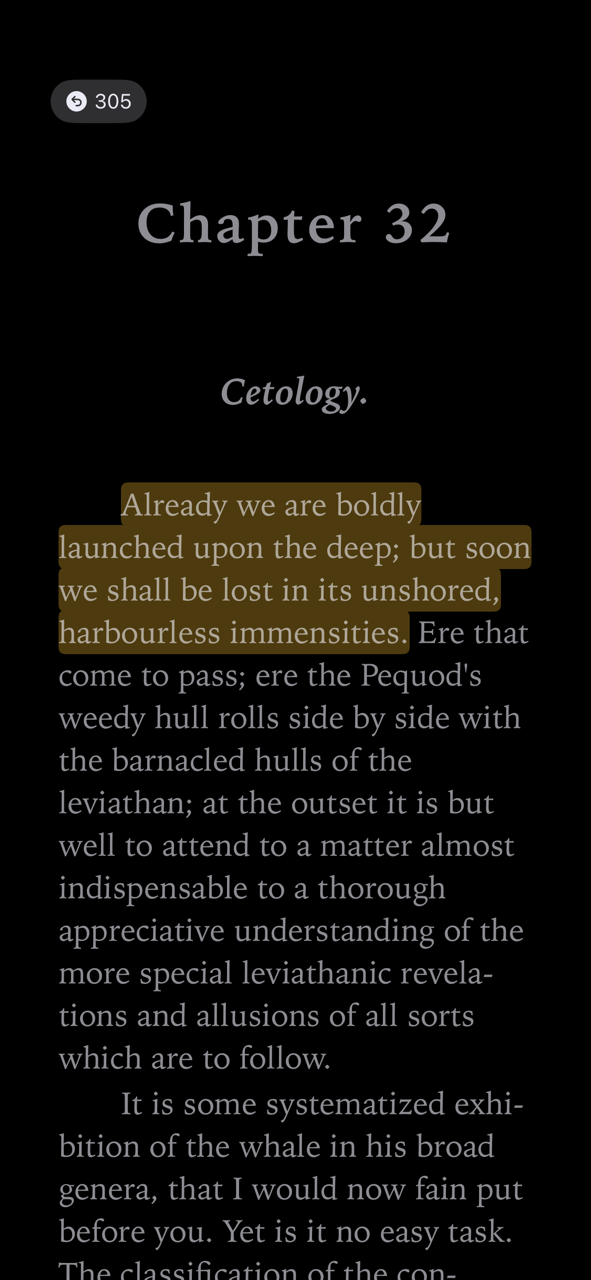 305
Chapter 32
Cetology.
Already we are boldly
launched upon the deep; but soon
we shall be lost in its unshored,
harbourless immensities. Ere that
come to pass; ere the Pequod's
weedy hull rolls side by side with
the barnacled hulls of the
leviathan; at the outset it is but
well to attend to a matter almost
indispensable to a thorough
appreciative understanding of the
more special leviathanic revela-
tions and allusions of all sorts
which are to follow.
It is some systematized exhi-
bition of the whale in his broad
genera, that I would now fain put
before you. Yet is it no easy task.
The classification of the con-